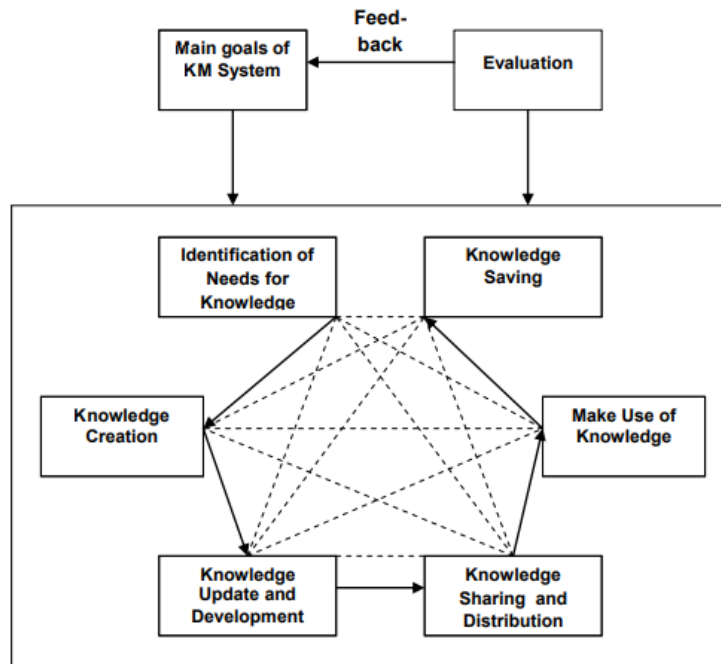 Feed-
back
Main goals of
KM System
Evaluation
Identification of
Needs for
Knowledge
Knowledge
Saving
Knowledge
Creation
Make Use of
Knowledge
Knowledge
Update and
Development
Knowledge
Sharing and
Distribution